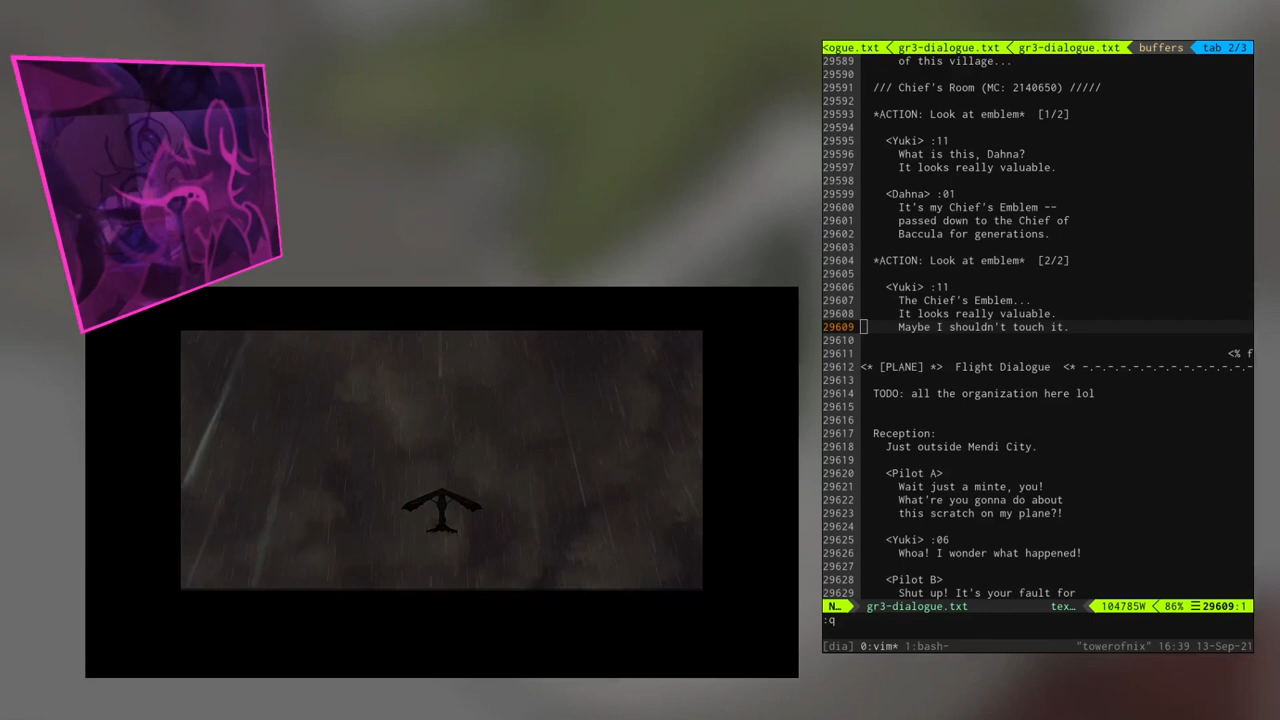 <ogue.txt gr3-dialogue.txt gr3-dialogue.txt buffers tab 2/3
29589 of this village...
29590
29591 /// Chief's Room (MC: 2140650) /////
29592
29593 *ACTION: Look at emblem* [1/2]
29594
29595 <Yuki> :11
29596 What is this, Dahna?
29597 It looks really valuable.
29598
29599 <Dahna> :01
29600 It's my Chief's Emblem --
29601 passed down to the Chief of
29602 Baccula for generations.
29603
29604 *ACTION: Look at emblem* [2/2]
29605
29606 <Yuki> :11
29607 The Chief's Emblem...
29608 It looks really valuable.
29609 Maybe I shouldn't touch it.
29610
29611 <% f
29612 <* [PLANE] *> Flight Dialogue <* -.-.-.-.-.-.-.-.-.-.-.-.-.-
29613
29614 TODO: all the organization here lol
29615
29616
29617 Reception:
29618 Just outside Mendi City.
29619
29620 <Pilot A>
29621 Wait just a minte, you!
29622 What're you gonna do about
29623 this scratch on my plane?!
29624
29625 <Yuki> :06
29626 Whoa! I wonder what happened!
29627
29628 <Pilot B>
29629 Shut up! It's your fault for
N… gr3-dialogue.txt tex… 104785W 86% ☰29609:1
:q
[dia] 0:vim* 1:bash- "towerofnix" 16:39 13-Sep-21